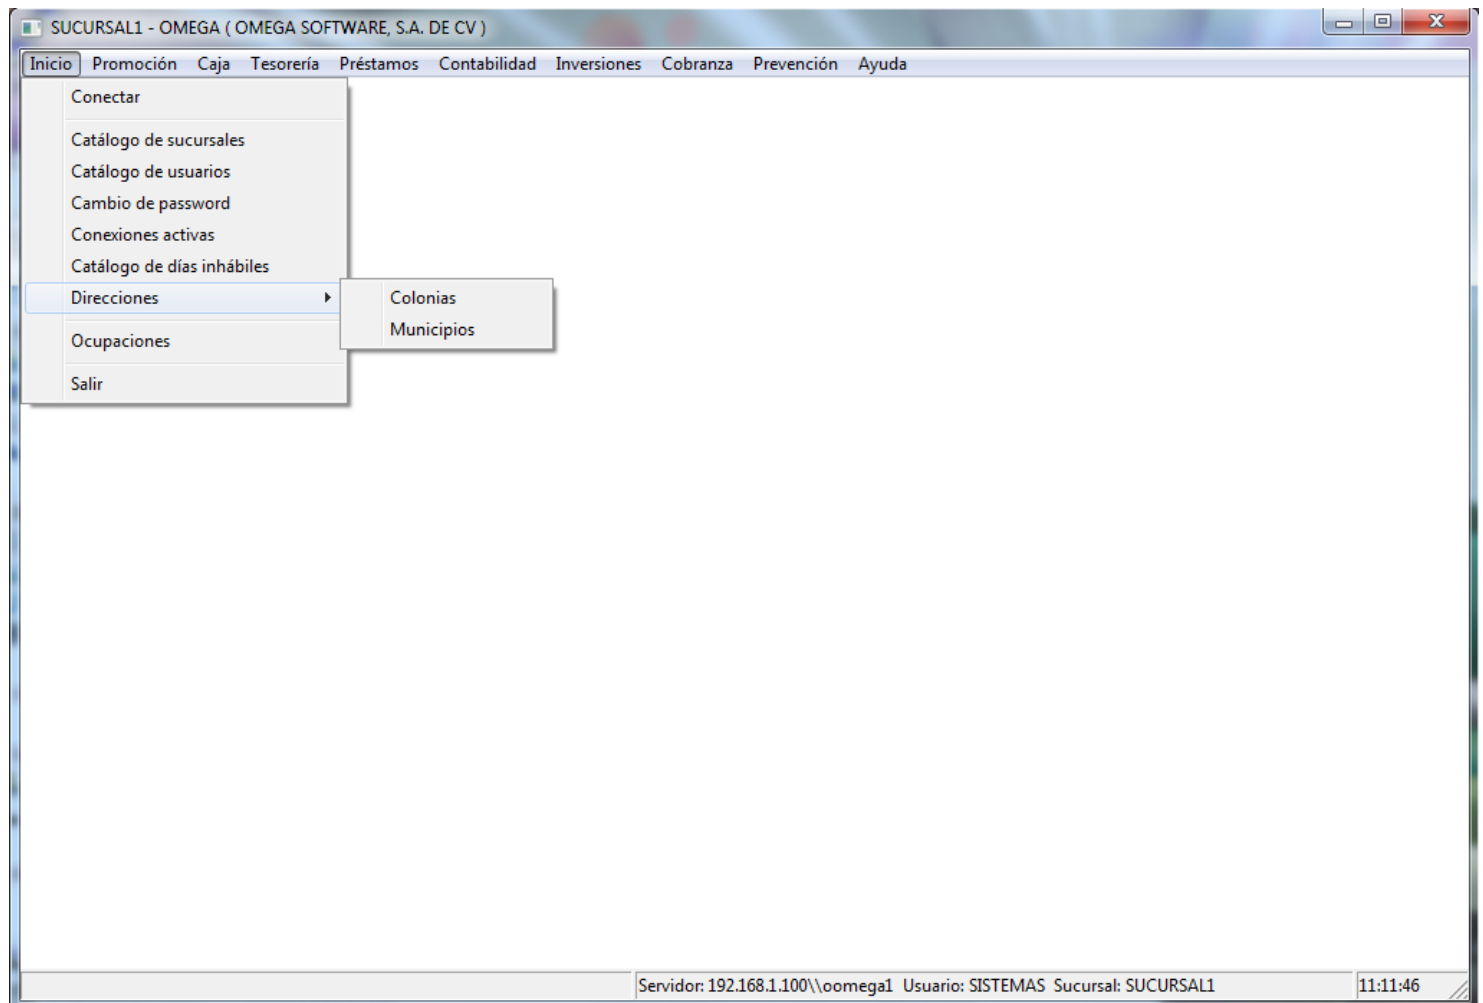 SUCURSAL1 - OMEGA ( OMEGA SOFTWARE, S.A. DE CV )
Inicio Promoción Caja Tesorería Préstamos Contabilidad Inversiones Cobranza Prevención Ayuda
Conectar
Catálogo de sucursales
Catálogo de usuarios
Cambio de password
Conexiones activas
Catálogo de días inhábiles
Direcciones
Colonias
Municipios
Ocupaciones
Salir
Servidor: 192.168.1.100\\oomega1 Usuario: SISTEMAS Sucursal: SUCURSAL1 11:11:46